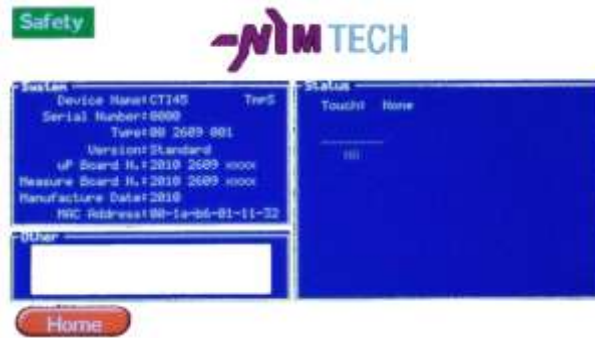 Safety
NIM TECH
System
Device Name:CTI45 TmrS
Serial Number:0000
Type:00 2609 001
Version:Standard
uP Board N.:2010 2609 xxxx
Measure Board N.:2010 2609 xxxx
Manufacture Date:2010
MAC Address:00-1a-b6-01-11-32
Status
Touch: None
Other
Home